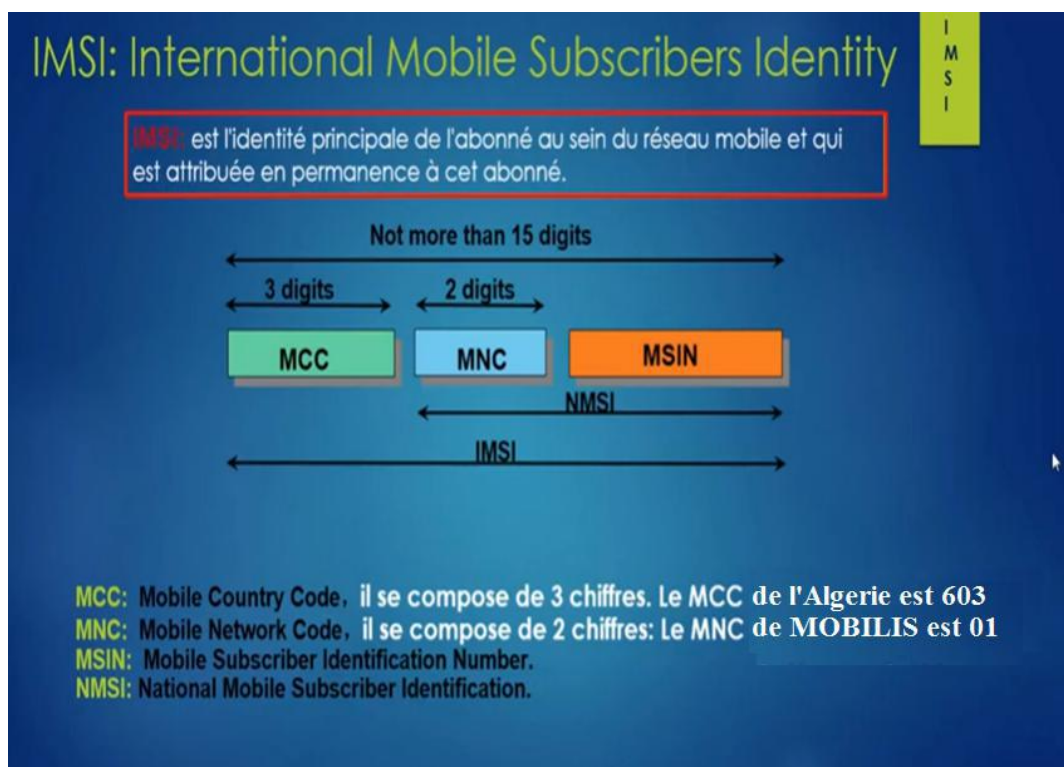 IMSI: International Mobile Subscribers Identity
I
M
S
I
IMSI: est l'identité principale de l'abonné au sein du réseau mobile et qui
est attribuée en permanence à cet abonné.
Not more than 15 digits
3 digits
2 digits
MCC
MNC
MSIN
NMSI
IMSI
MCC: Mobile Country Code, il se compose de 3 chiffres. Le MCC de l'Algerie est 603
MNC: Mobile Network Code, il se compose de 2 chiffres: Le MNC de MOBILIS est 01
MSIN: Mobile Subscriber Identification Number.
NMSI: National Mobile Subscriber Identification.